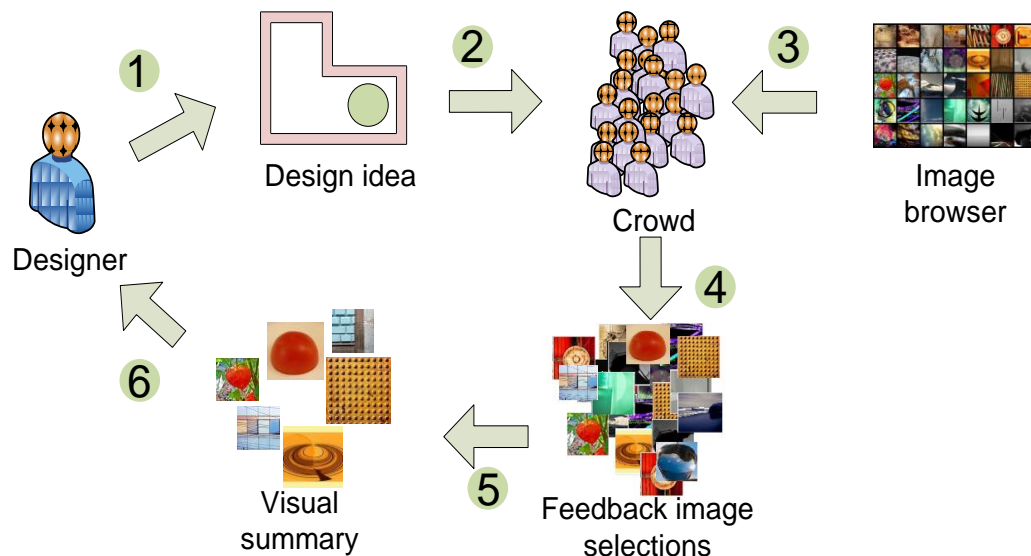 1
2
3
Design idea
Designer
Crowd
Image
browser
4
6
5
Visual
summary
Feedback image
selections